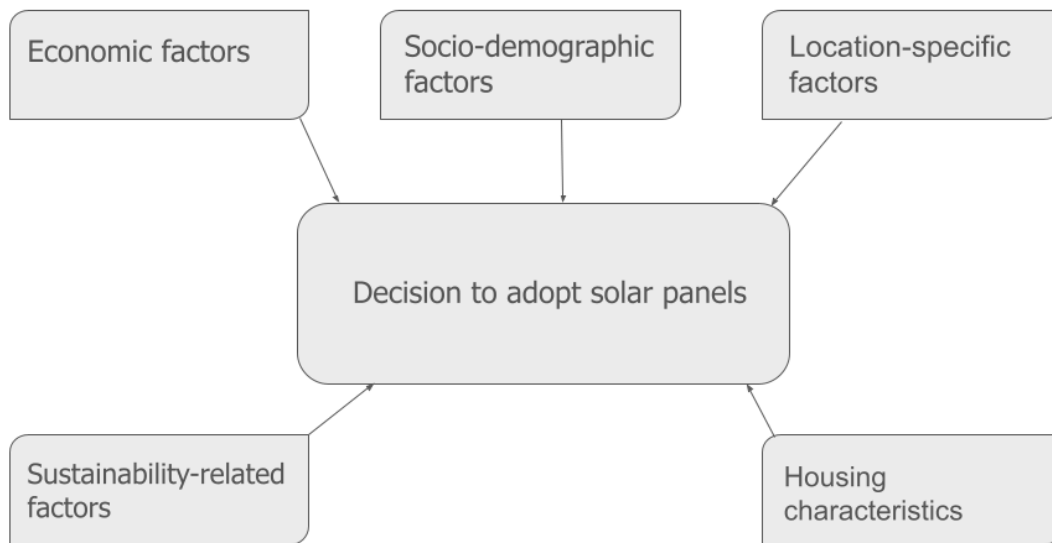 Economic factors
Socio-demographic
factors
Location-specific
factors
Decision to adopt solar panels
Sustainability-related
factors
Housing
characteristics